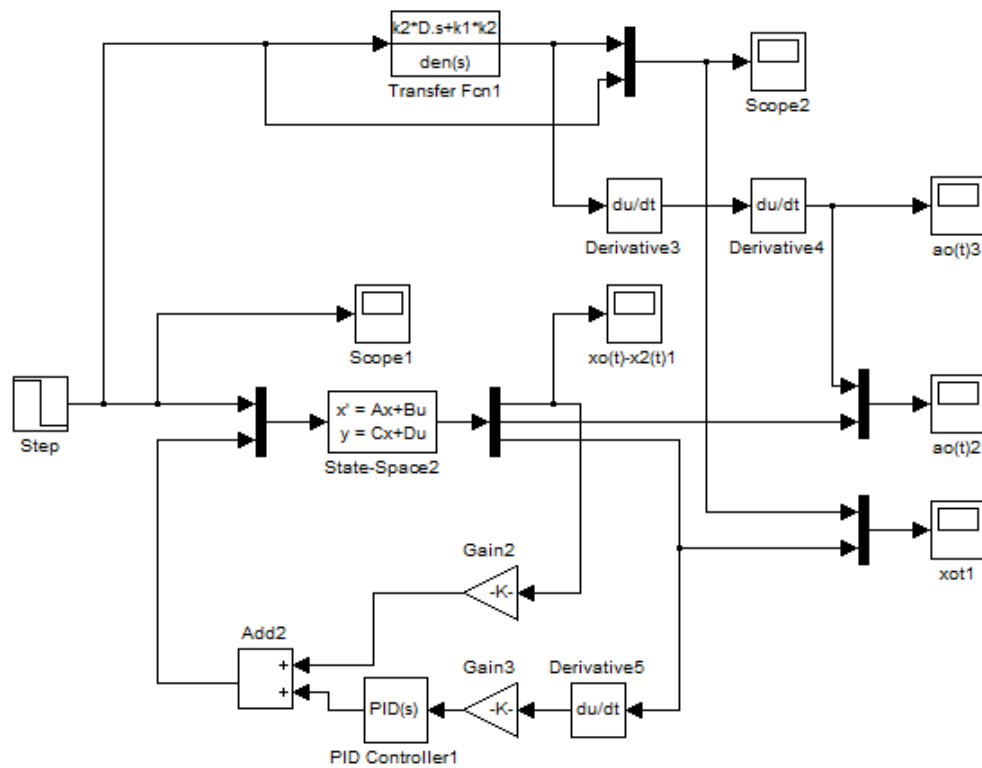 k2*D.s+k1*k2
den(s)
Transfer Fcn1
Scope2
du/dt
du/dt
Derivative3
Derivative4
ao(t)3
Scope1
xo(t)-x2(t)1
Step
x' = Ax+Bu
y = Cx+Du
State-Space2
ao(t)2
xot1
Gain2
-K-
Add2
+
+
Gain3
Derivative5
PID(s)
-K-
du/dt
PID Controller1